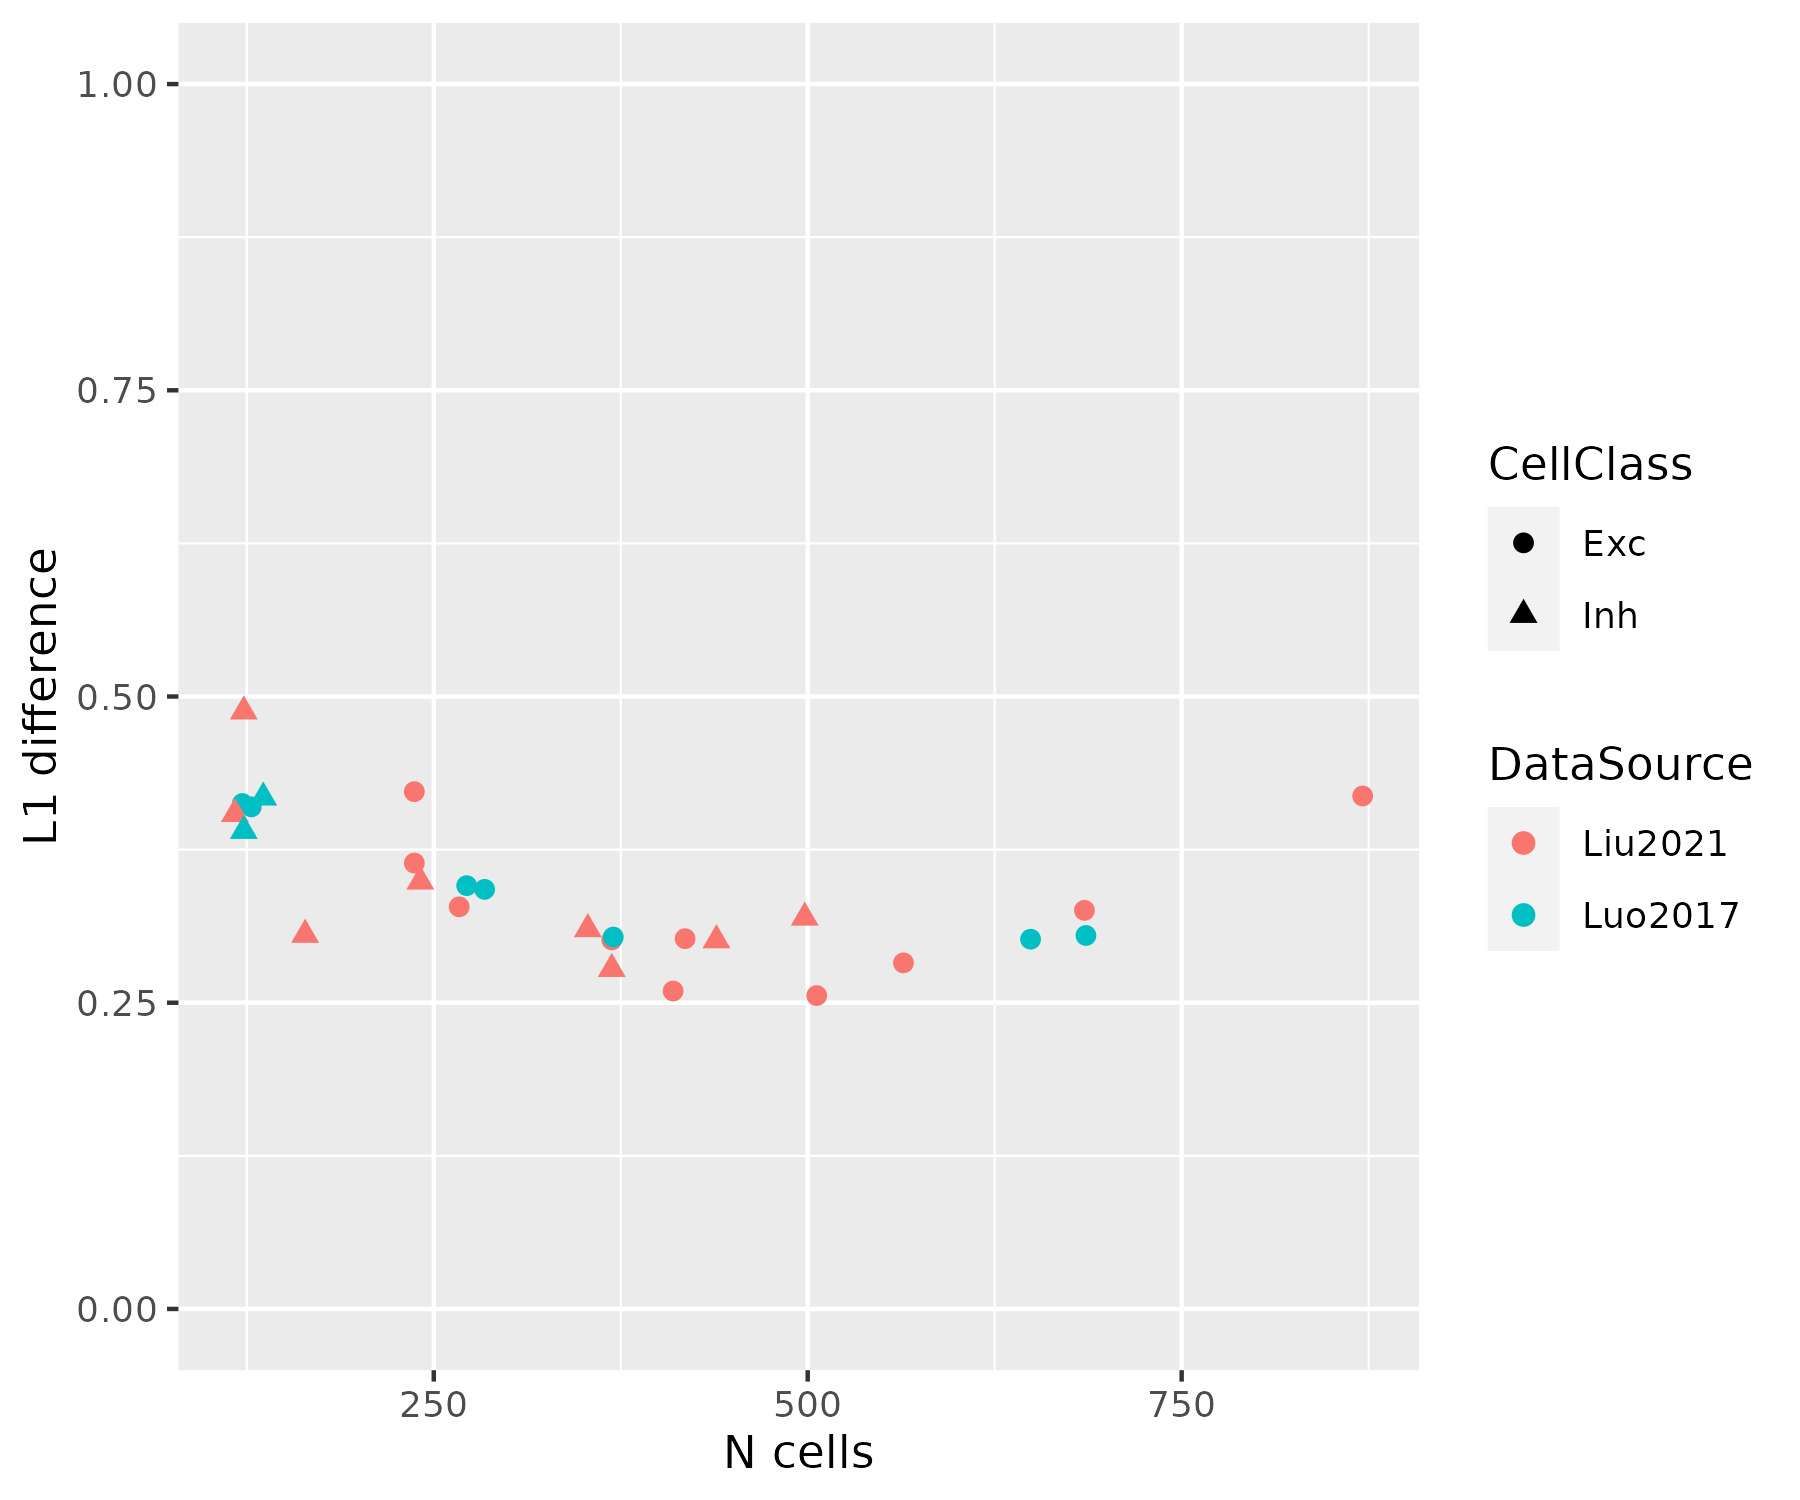 1.00
0.75
0.50
0.25
0.00
L1 difference
250
500
750
N cells
CellClass
Exc
Inh
DataSource
Liu2021
Luo2017